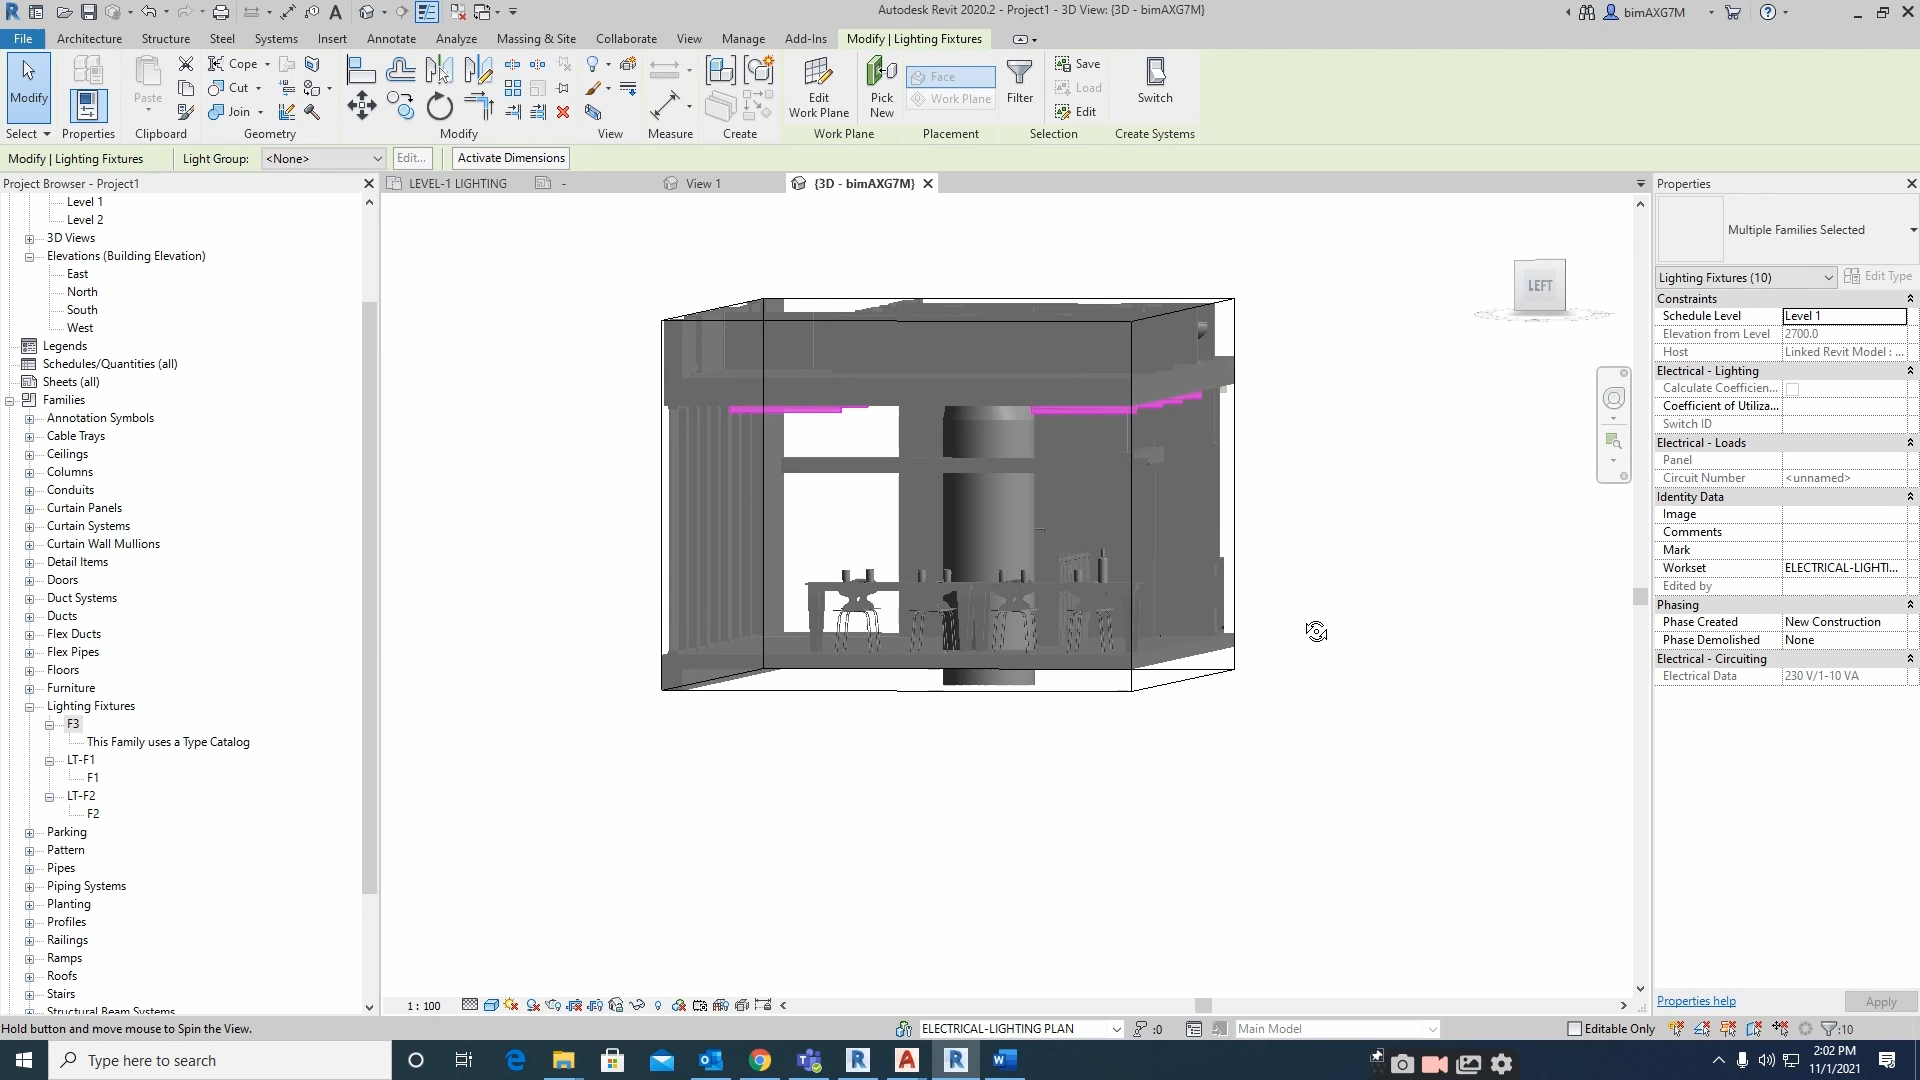 Autodesk Revit 2020.2 - Project1 - 3D View: {3D - bimAXG7M}
bimAXG7M
File Architecture Structure Steel Systems Insert Annotate Analyze Massing & Site Collaborate View Manage Add-Ins Modify | Lighting Fixtures
Modify
Paste
Cope
Cut
Join
Edit
Work Plane
Pick
New
Face
Work Plane
Filter
Save
Load
Edit
Switch
Select Properties Clipboard Geometry Modify View Measure Create Work Plane Placement Selection Create Systems
Modify | Lighting Fixtures Light Group: <None> Edit... Activate Dimensions
Project Browser - Project1
Level 1
Level 2
3D Views
Elevations (Building Elevation)
East
North
South
West
Legends
Schedules/Quantities (all)
Sheets (all)
Families
Annotation Symbols
Cable Trays
Ceilings
Columns
Conduits
Curtain Panels
Curtain Systems
Curtain Wall Mullions
Detail Items
Doors
Duct Systems
Ducts
Flex Ducts
Flex Pipes
Floors
Furniture
Lighting Fixtures
F3
This Family uses a Type Catalog
LT-F1
F1
LT-F2
F2
Parking
Pattern
Pipes
Piping Systems
Planting
Profiles
Railings
Ramps
Roofs
Stairs
Structural Beam Systems
LEVEL-1 LIGHTING - View 1 {3D - bimAXG7M}
LEFT
Properties
Multiple Families Selected
Lighting Fixtures (10) Edit Type
Constraints
Schedule Level Level 1
Elevation from Level 2700.0
Host Linked Revit Model : ...
Electrical - Lighting
Calculate Coefficien...
Coefficient of Utiliza...
Switch ID
Electrical - Loads
Panel
Circuit Number <unnamed>
Identity Data
Image
Comments
Mark
Workset ELECTRICAL-LIGHTI...
Edited by
Phasing
Phase Created New Construction
Phase Demolished None
Electrical - Circuiting
Electrical Data 230 V/1-10 VA
Properties help Apply
1 : 100
Hold button and move mouse to Spin the View.
ELECTRICAL-LIGHTING PLAN :0 Main Model Editable Only :10
Type here to search
2:02 PM
11/1/2021